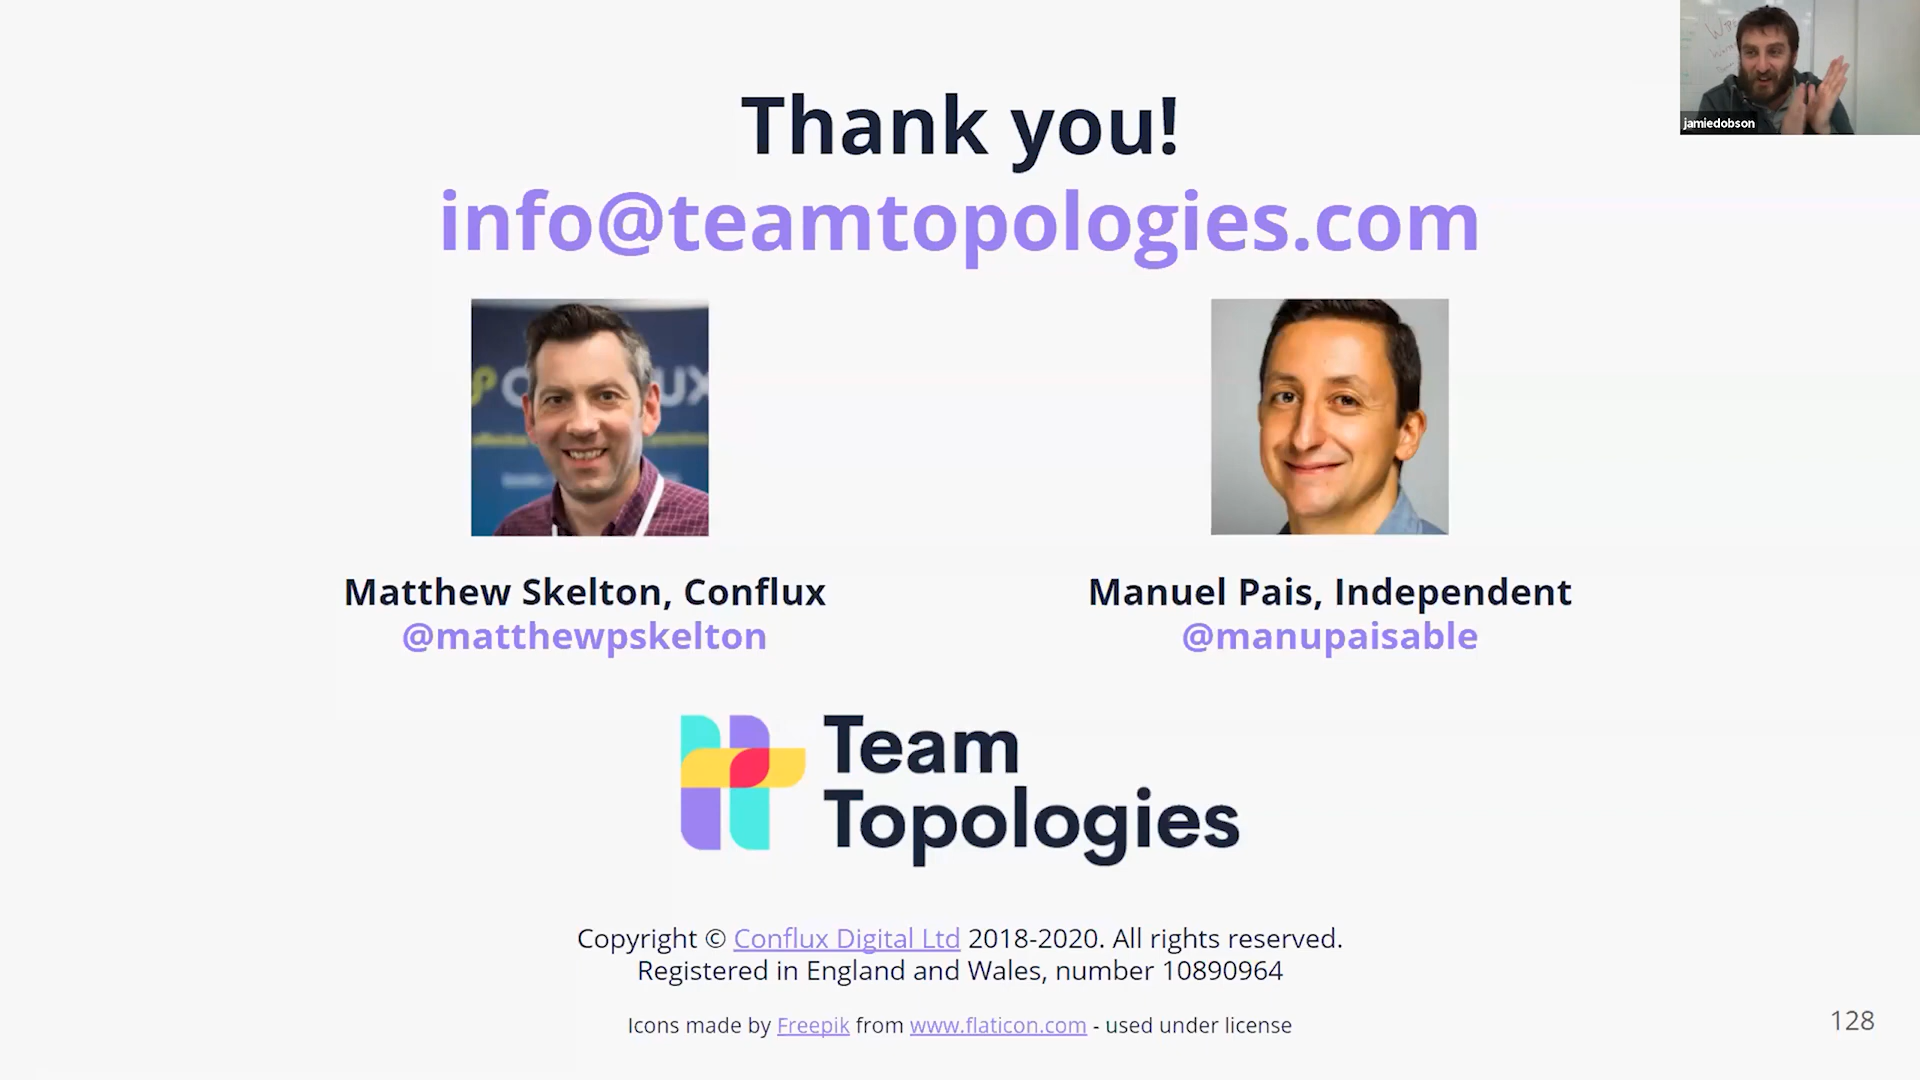 Thank you!
info@teamtopologies.com
jamiedobson
Matthew Skelton, Conflux
@matthewpskelton
Manuel Pais, Independent
@manupaisable
Team
Topologies
Copyright © Conflux Digital Ltd 2018-2020. All rights reserved.
Registered in England and Wales, number 10890964
Icons made by Freepik from www.flaticon.com - used under license
128